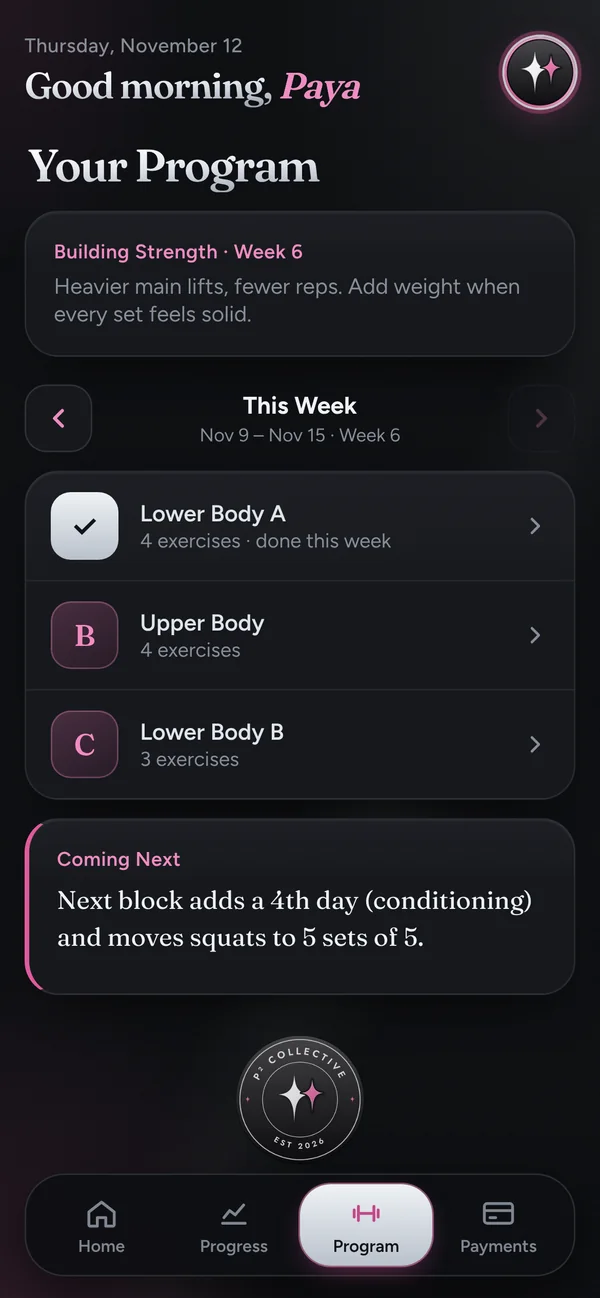 Thursday, November 12
Good morning, Paya
Your Program
Building Strength · Week 6
Heavier main lifts, fewer reps. Add weight when
every set feels solid.
This Week
Nov 9 – Nov 15 · Week 6
Lower Body A
4 exercises · done this week
B
Upper Body
4 exercises
C
Lower Body B
3 exercises
Coming Next
Next block adds a 4th day (conditioning)
and moves squats to 5 sets of 5.
P² COLLECTIVE
EST 2026
Home
Progress
Program
Payments